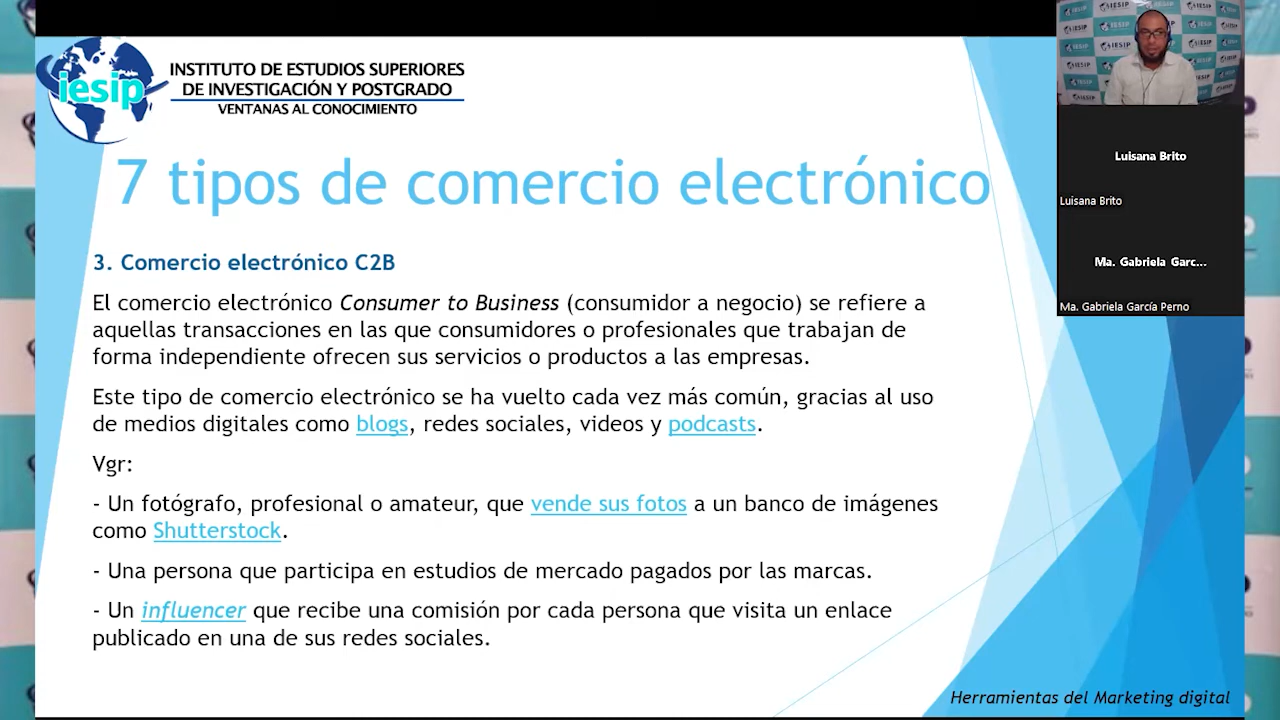 iesip
INSTITUTO DE ESTUDIOS SUPERIORES
DE INVESTIGACIÓN Y POSTGRADO
VENTANAS AL CONOCIMIENTO
7 tipos de comercio electrónico
3. Comercio electrónico C2B
El comercio electrónico Consumer to Business (consumidor a negocio) se refiere a
aquellas transacciones en las que consumidores o profesionales que trabajan de
forma independiente ofrecen sus servicios o productos a las empresas.
Este tipo de comercio electrónico se ha vuelto cada vez más común, gracias al uso
de medios digitales como blogs, redes sociales, videos y podcasts.
Vgr:
- Un fotógrafo, profesional o amateur, que vende sus fotos a un banco de imágenes
como Shutterstock.
- Una persona que participa en estudios de mercado pagados por las marcas.
- Un influencer que recibe una comisión por cada persona que visita un enlace
publicado en una de sus redes sociales.
Herramientas del Marketing digital
IESIP
Luisana Brito
Luisana Brito
Ma. Gabriela Garc...
Ma. Gabriela García Perno